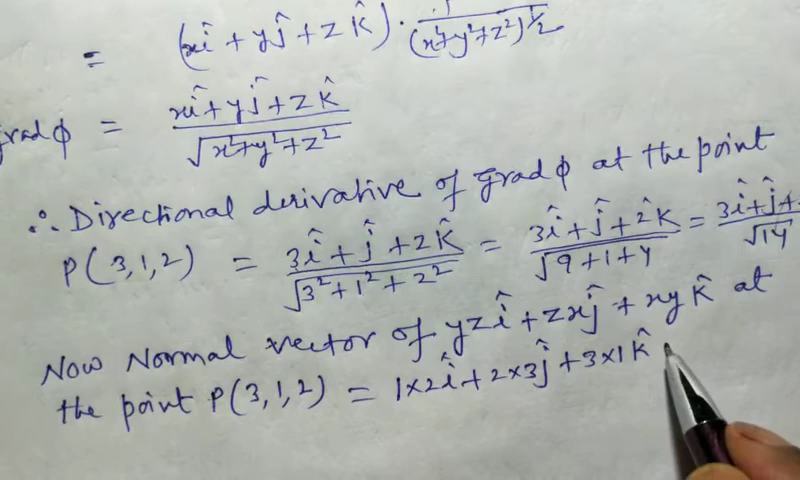 = (xî + yĵ + zk̂) · 1/(x²+y²+z²)^1/2
grad φ = (xî + yĵ + zk̂)/√(x²+y²+z²)
∴ Directional derivative of grad φ at the point
P(3,1,2) = (3î + ĵ + 2k̂)/√(3²+1²+2²) = (3î + ĵ + 2k̂)/√(9+1+4) = (3î + ĵ +)/√14
Now Normal vector of yzî + zxĵ + xyk̂ at
the point P(3,1,2) = 1×2î + 2×3ĵ + 3×1k̂